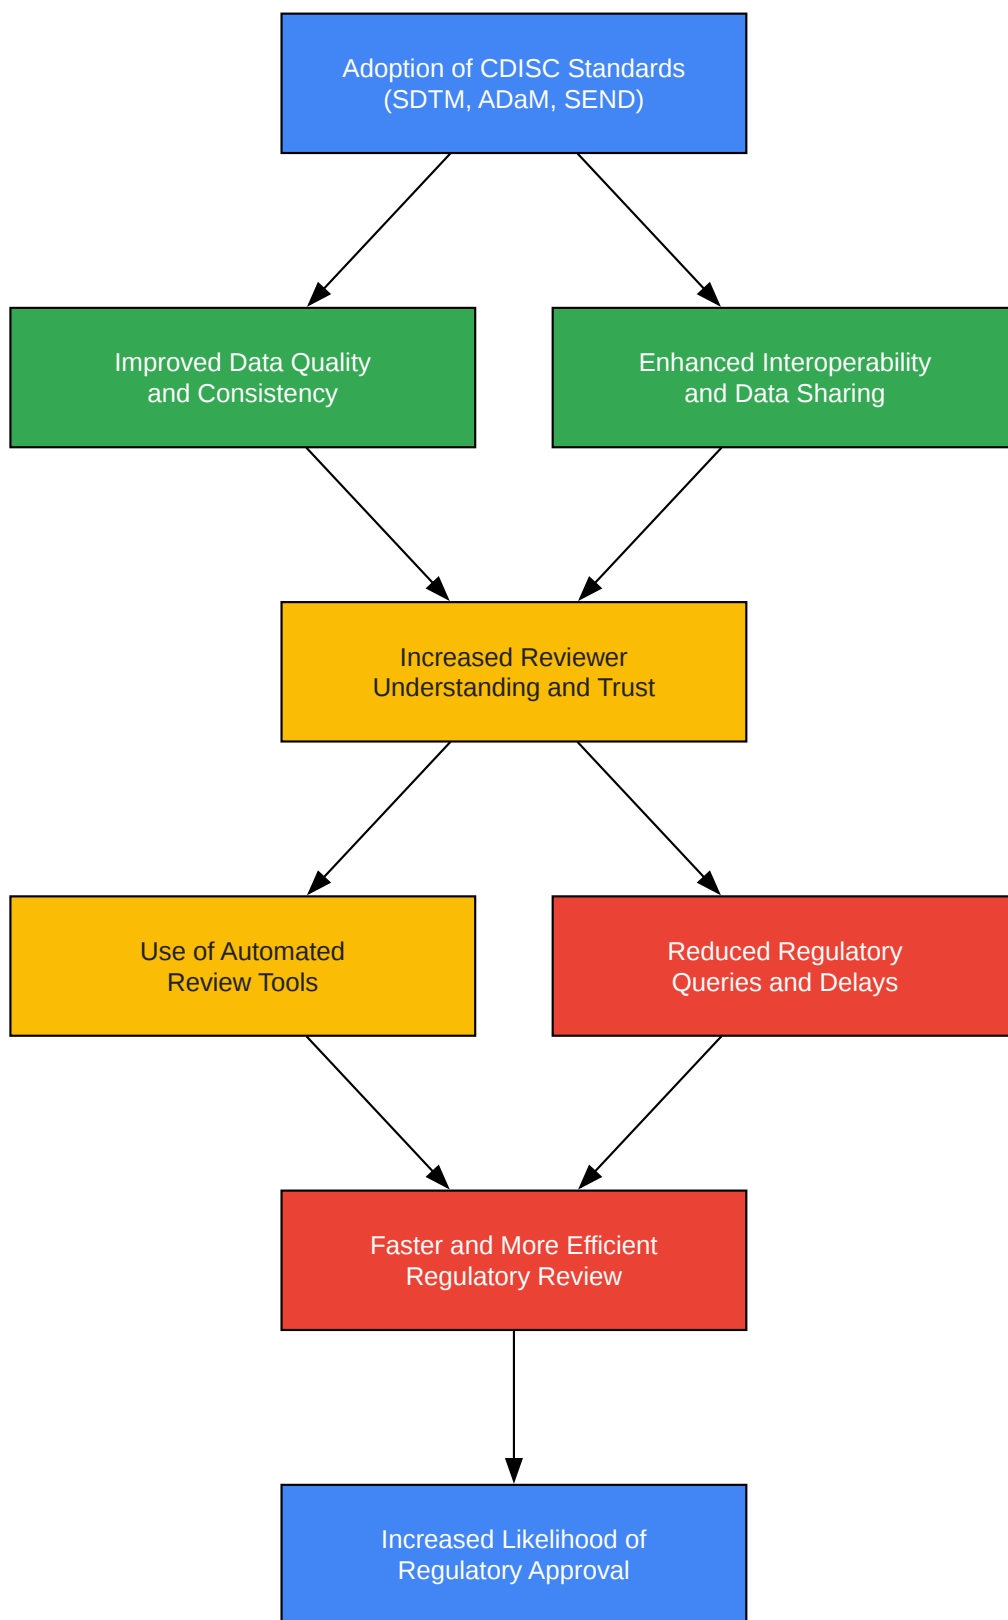 Adoption of CDISC Standards
(SDTM, ADaM, SEND)
Improved Data Quality
and Consistency
Enhanced Interoperability
and Data Sharing
Increased Reviewer
Understanding and Trust
Use of Automated
Review Tools
Reduced Regulatory
Queries and Delays
Faster and More Efficient
Regulatory Review
Increased Likelihood of
Regulatory Approval